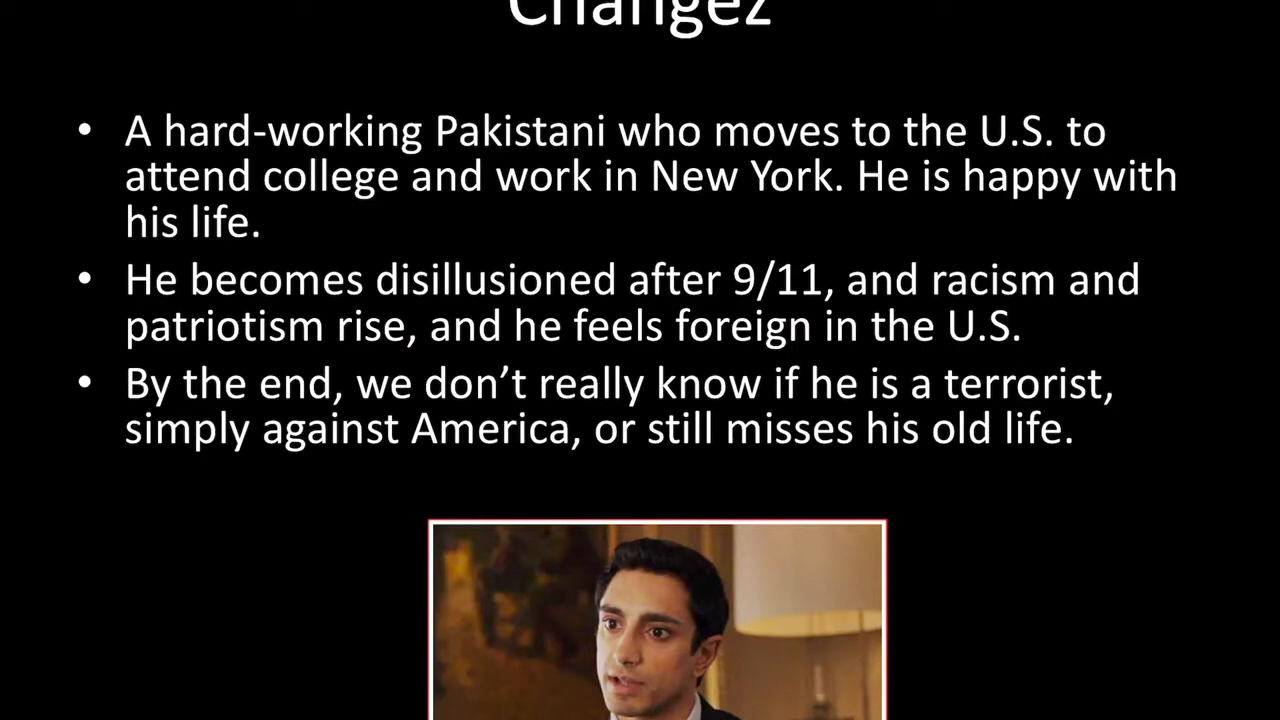 Changez
• A hard-working Pakistani who moves to the U.S. to
attend college and work in New York. He is happy with
his life.
• He becomes disillusioned after 9/11, and racism and
patriotism rise, and he feels foreign in the U.S.
• By the end, we don’t really know if he is a terrorist,
simply against America, or still misses his old life.